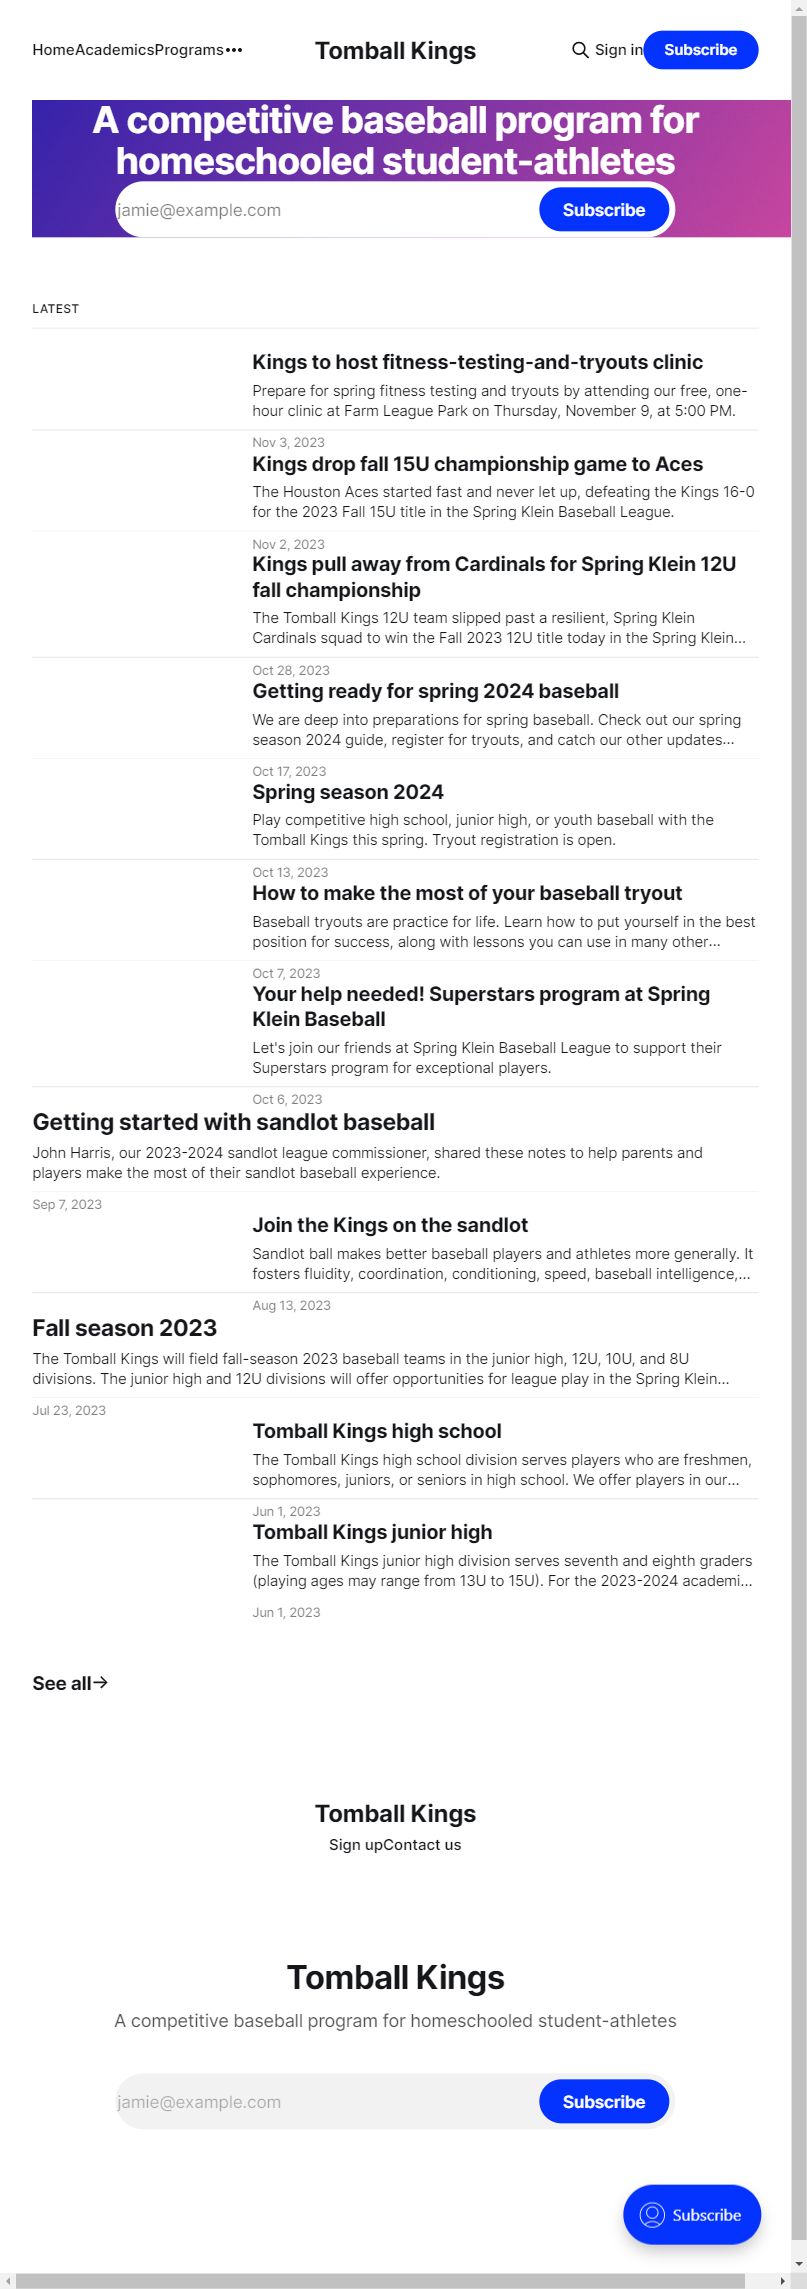 HomeAcademicsPrograms•••
Tomball Kings
Sign in
Subscribe
A competitive baseball program for
homeschooled student-athletes
jamie@example.com
Subscribe
LATEST
Kings to host fitness-testing-and-tryouts clinic
Prepare for spring fitness testing and tryouts by attending our free, one-
hour clinic at Farm League Park on Thursday, November 9, at 5:00 PM.
Nov 3, 2023
Kings drop fall 15U championship game to Aces
The Houston Aces started fast and never let up, defeating the Kings 16-0
for the 2023 Fall 15U title in the Spring Klein Baseball League.
Nov 2, 2023
Kings pull away from Cardinals for Spring Klein 12U
fall championship
The Tomball Kings 12U team slipped past a resilient, Spring Klein
Cardinals squad to win the Fall 2023 12U title today in the Spring Klein...
Oct 28, 2023
Getting ready for spring 2024 baseball
We are deep into preparations for spring baseball. Check out our spring
season 2024 guide, register for tryouts, and catch our other updates...
Oct 17, 2023
Spring season 2024
Play competitive high school, junior high, or youth baseball with the
Tomball Kings this spring. Tryout registration is open.
Oct 13, 2023
How to make the most of your baseball tryout
Baseball tryouts are practice for life. Learn how to put yourself in the best
position for success, along with lessons you can use in many other...
Oct 7, 2023
Your help needed! Superstars program at Spring
Klein Baseball
Let's join our friends at Spring Klein Baseball League to support their
Superstars program for exceptional players.
Oct 6, 2023
Getting started with sandlot baseball
John Harris, our 2023-2024 sandlot league commissioner, shared these notes to help parents and
players make the most of their sandlot baseball experience.
Sep 7, 2023
Join the Kings on the sandlot
Sandlot ball makes better baseball players and athletes more generally. It
fosters fluidity, coordination, conditioning, speed, baseball intelligence,...
Aug 13, 2023
Fall season 2023
The Tomball Kings will field fall-season 2023 baseball teams in the junior high, 12U, 10U, and 8U
divisions. The junior high and 12U divisions will offer opportunities for league play in the Spring Klein...
Jul 23, 2023
Tomball Kings high school
The Tomball Kings high school division serves players who are freshmen,
sophomores, juniors, or seniors in high school. We offer players in our...
Jun 1, 2023
Tomball Kings junior high
The Tomball Kings junior high division serves seventh and eighth graders
(playing ages may range from 13U to 15U). For the 2023-2024 academi...
Jun 1, 2023
See all→
Tomball Kings
Sign upContact us
Tomball Kings
A competitive baseball program for homeschooled student-athletes
jamie@example.com
Subscribe
Subscribe